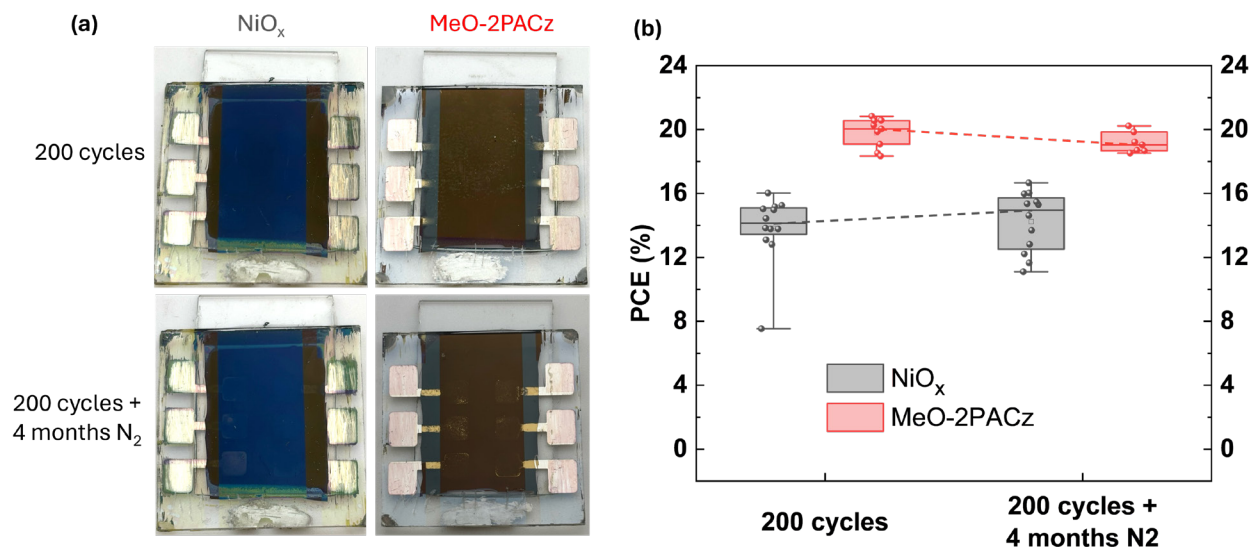 (a)
NiOₓ
MeO-2PACz
200 cycles
200 cycles +
4 months N₂
(b)
PCE (%)
24
20
16
12
8
4
0
24
20
16
12
8
4
0
NiOₓ
MeO-2PACz
200 cycles
200 cycles +
4 months N2